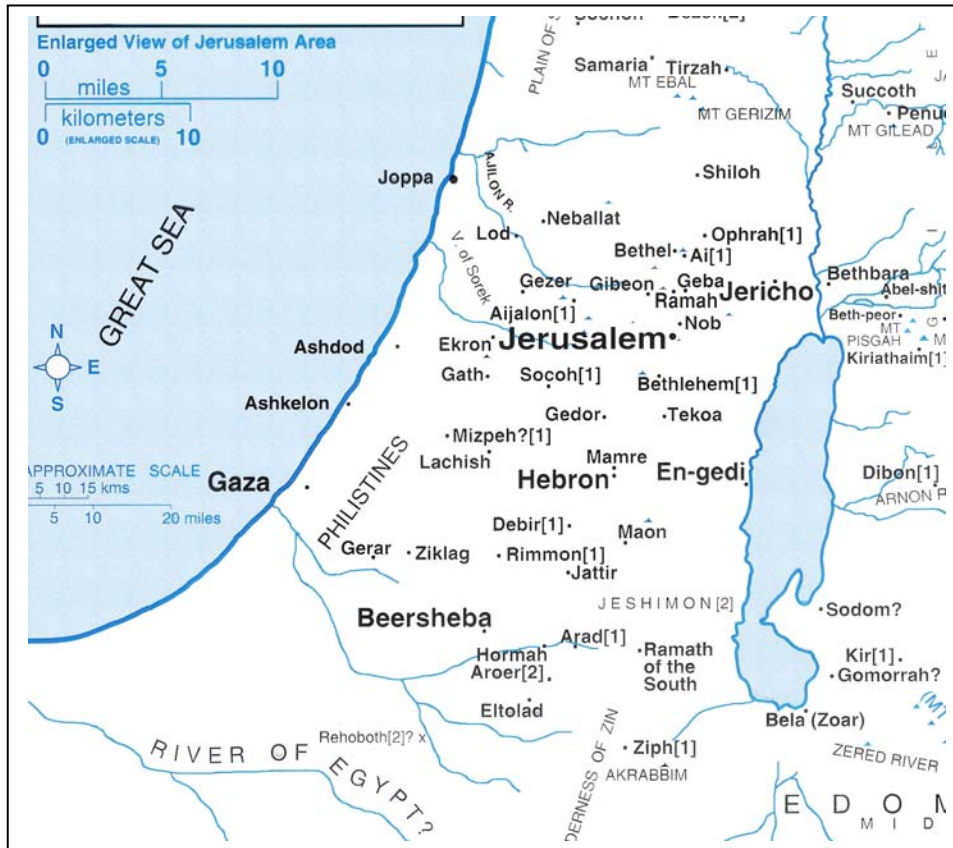 Enlarged View of Jerusalem Area
0 5 10
miles
kilometers
0 (ENLARGED SCALE) 10
PLAIN OF
Samaria
Tirzah
MT EBAL
MT GERIZIM
Succoth
MT GILEAD
Joppa
AJILON R.
Shiloh
Neballat
Lod
V. of Sorek
Bethel
Ophrah[1]
Ai[1]
GREAT SEA
Gezer
Gibeon
Geba
Ramah
Jericho
Bethbara
Aijalon[1]
Nob
Beth-peor
MT
PISGAH
Kiriathaim[1]
N
E
S
Ashdod
Ekron
Jerusalem
Gath
Socoh[1]
Bethlehem[1]
Ashkelon
Gedor
Tekoa
Mizpeh?[1]
Lachish
APPROXIMATE SCALE
5 10 15 kms
5 10 20 miles
Gaza
PHILISTINES
Mamre
Hebron
En-gedi
Dibon[1]
ARNON
Debir[1]
Maon
Gerar
Ziklag
Rimmon[1]
Jattir
JESHIMON[2]
Sodom?
Beersheba
Hormah
Arad[1]
Aroer[2]
Ramath
of the
South
Kir[1]
Gomorrah?
Eltolad
Bela (Zoar)
RIVER OF EGYPT?
Rehoboth[2]? x
OF ZIN
Ziph[1]
AKRABBIM
ZERED RIVER